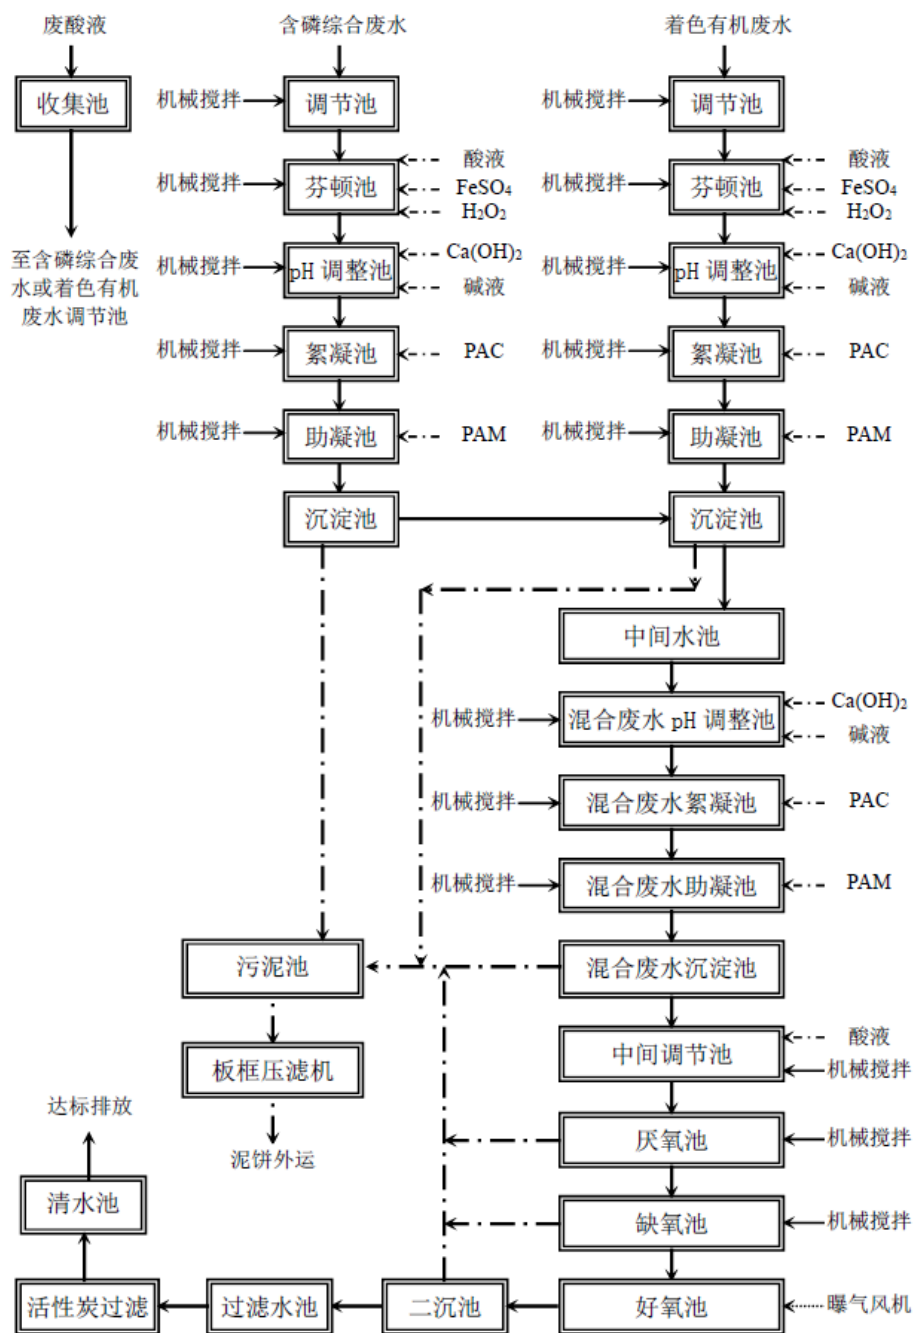 废酸液
含磷综合废水
着色有机废水
收集池
机械搅拌
调节池
机械搅拌
调节池
机械搅拌
芬顿池
酸液
FeSO4
H2O2
机械搅拌
芬顿池
酸液
FeSO4
H2O2
至含磷综合废
水或着色有机
废水调节池
机械搅拌
pH 调整池
Ca(OH)2
碱液
机械搅拌
pH 调整池
Ca(OH)2
碱液
机械搅拌
絮凝池
PAC
机械搅拌
絮凝池
PAC
机械搅拌
助凝池
PAM
机械搅拌
助凝池
PAM
沉淀池
沉淀池
中间水池
机械搅拌
混合废水 pH 调整池
Ca(OH)2
碱液
机械搅拌
混合废水絮凝池
PAC
机械搅拌
混合废水助凝池
PAM
污泥池
混合废水沉淀池
板框压滤机
中间调节池
酸液
机械搅拌
达标排放
泥饼外运
厌氧池
机械搅拌
清水池
缺氧池
机械搅拌
活性炭过滤
过滤水池
二沉池
好氧池
曝气风机